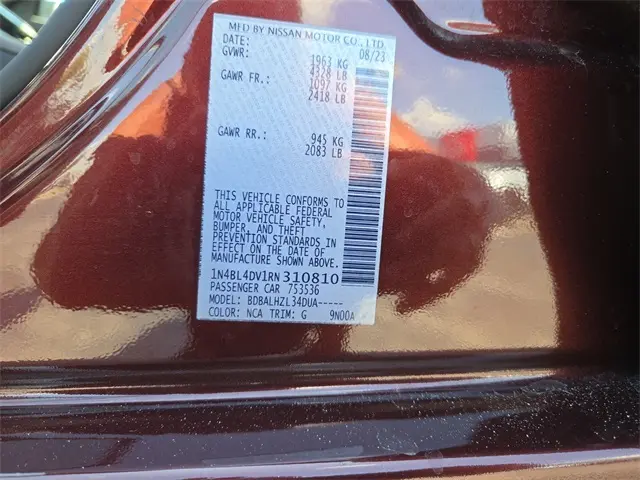 MFD BY NISSAN MOTOR CO., LTD.
DATE: 08/23
GVWR: 1963 KG
4328 LB
GAWR FR.: 1097 KG
2418 LB
GAWR RR.: 945 KG
2083 LB
THIS VEHICLE CONFORMS TO
ALL APPLICABLE FEDERAL
MOTOR VEHICLE SAFETY,
BUMPER, AND THEFT
PREVENTION STANDARDS IN
EFFECT ON THE DATE OF
MANUFACTURE SHOWN ABOVE.
1N4BL4DV1RN310810
PASSENGER CAR 753536
MODEL: BDBALHZL34DUA-----
COLOR: NCA TRIM: G 9N00A